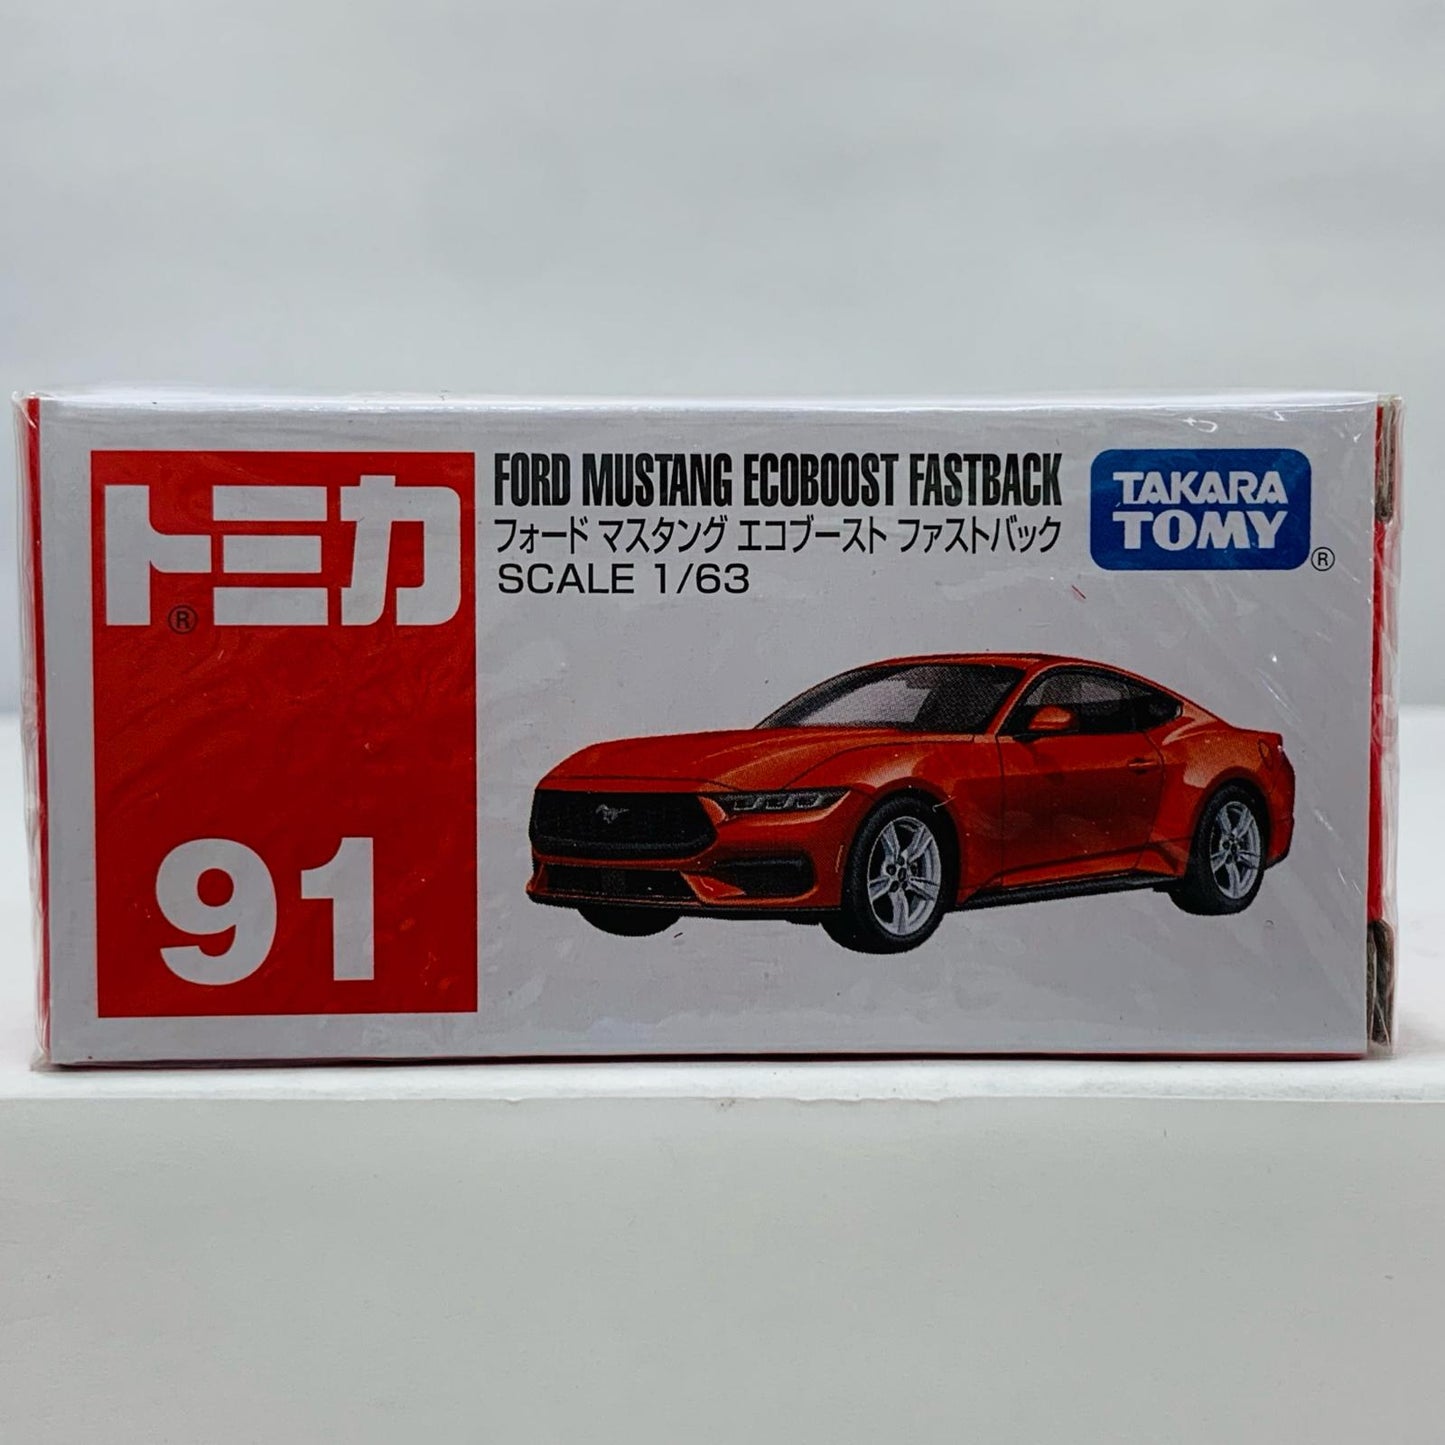 トミカ
®
91
FORD MUSTANG ECOBOOST FASTBACK
フォード マスタング エコブースト ファストバック
SCALE 1/63
TAKARA
TOMY
®